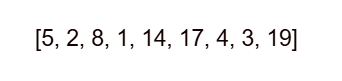 [5, 2, 8, 1, 14, 17, 4, 3, 19]